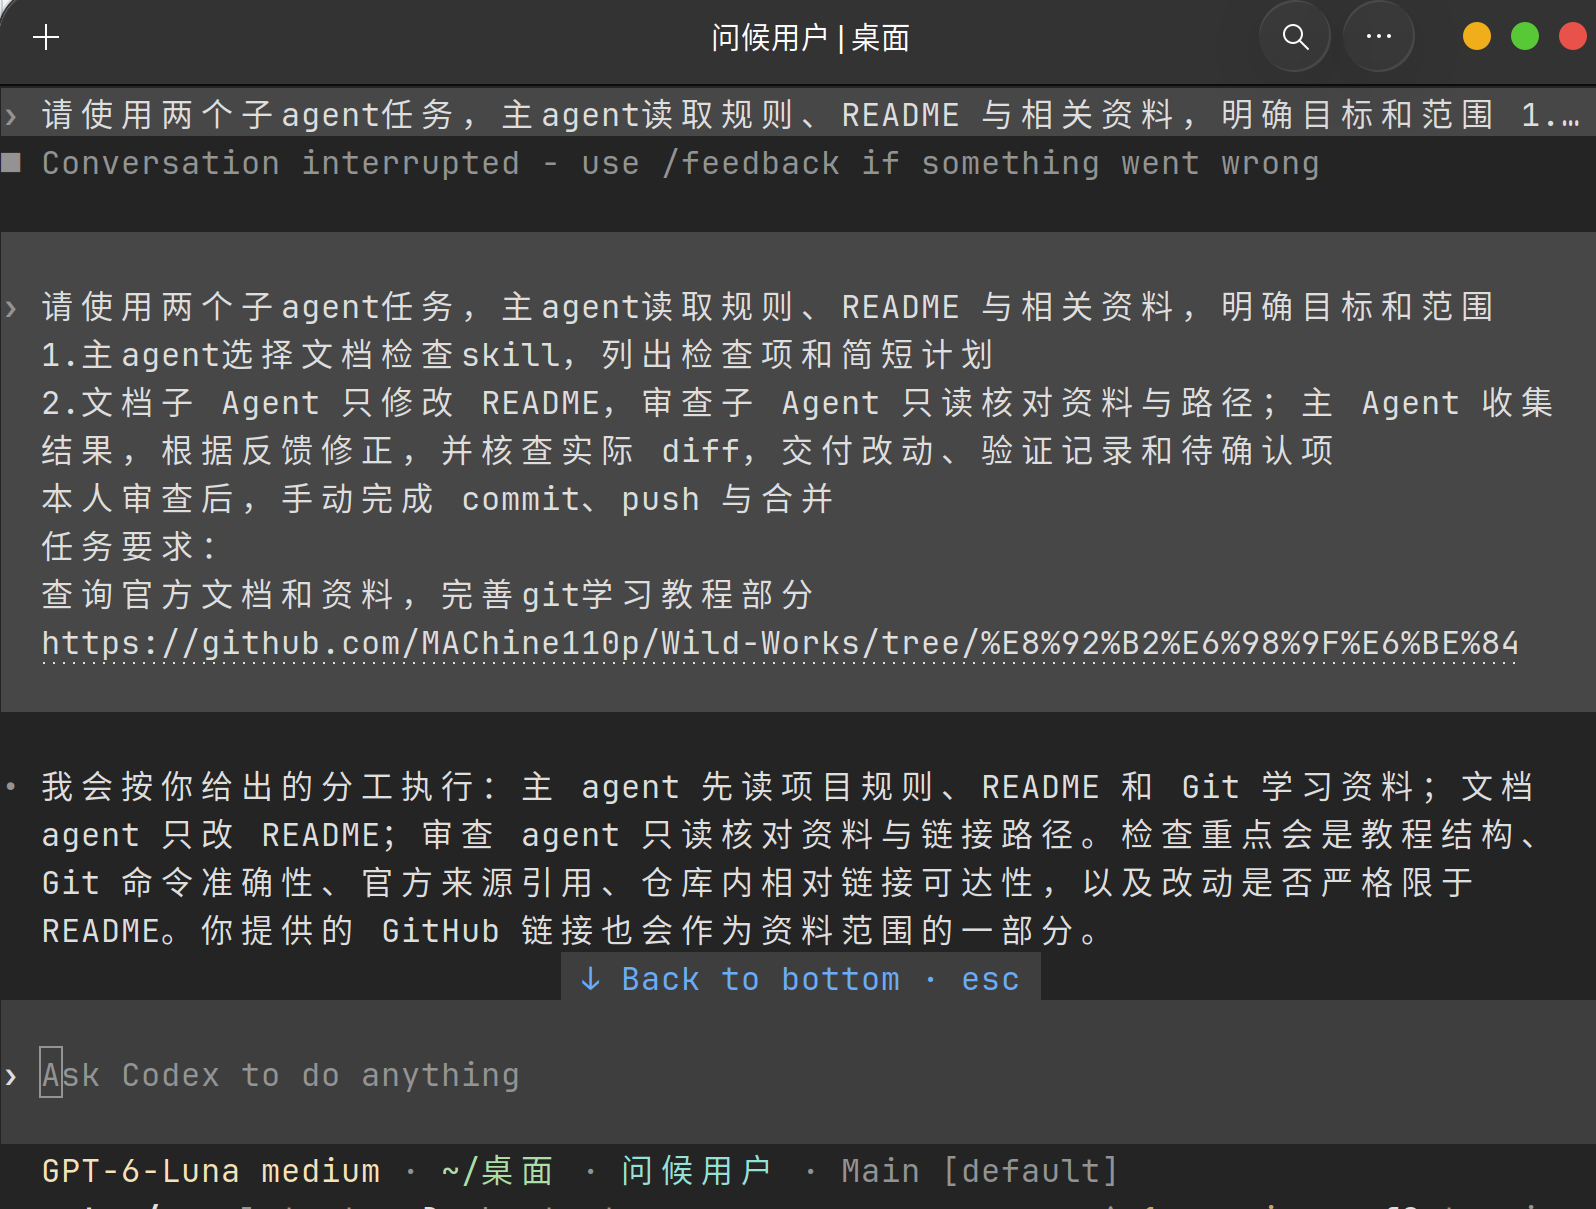 问候用户 | 桌面
› 请使用两个子agent任务，主agent读取规则、README 与相关资料，明确目标和范围 1.…
■ Conversation interrupted - use /feedback if something went wrong
› 请使用两个子agent任务，主agent读取规则、README 与相关资料，明确目标和范围
1.主agent选择文档检查skill，列出检查项和简短计划
2.文档子 Agent 只修改 README，审查子 Agent 只读核对资料与路径；主 Agent 收集
结果，根据反馈修正，并核查实际 diff，交付改动、验证记录和待确认项
本人审查后，手动完成 commit、push 与合并
任务要求：
查询官方文档和资料，完善git学习教程部分
https://github.com/MAChine110p/Wild-Works/tree/%E8%92%B2%E6%98%9F%E6%BE%84
• 我会按你给出的分工执行：主 agent 先读项目规则、README 和 Git 学习资料；文档
agent 只改 README；审查 agent 只读核对资料与链接路径。检查重点会是教程结构、
Git 命令准确性、官方来源引用、仓库内相对链接可达性，以及改动是否严格限于
README。你提供的 GitHub 链接也会作为资料范围的一部分。
↓ Back to bottom · esc
› Ask Codex to do anything
GPT-6-Luna medium · ~/桌面 · 问候用户 · Main [default]